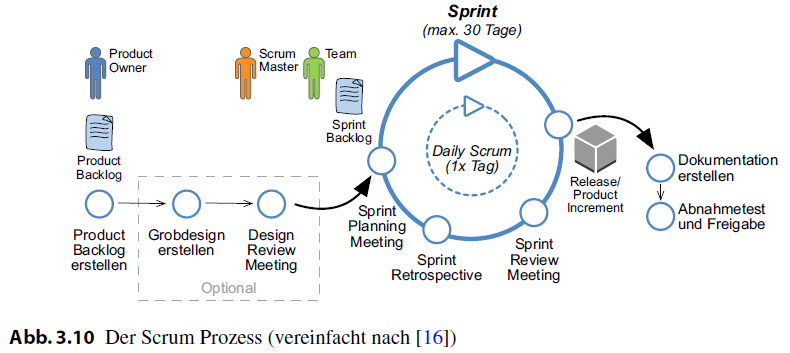 Sprint
(max. 30 Tage)
Product
Owner
Scrum
Master
Team
Sprint
Backlog
Product
Backlog
Daily Scrum
(1x Tag)
Release/
Product
Increment
Dokumentation
erstellen
Abnahmetest
und Freigabe
Product
Backlog
erstellen
Grobdesign
erstellen
Design
Review
Meeting
Optional
Sprint
Planning
Meeting
Sprint
Retrospective
Sprint
Review
Meeting
Abb. 3.10 Der Scrum Prozess (vereinfacht nach [16])